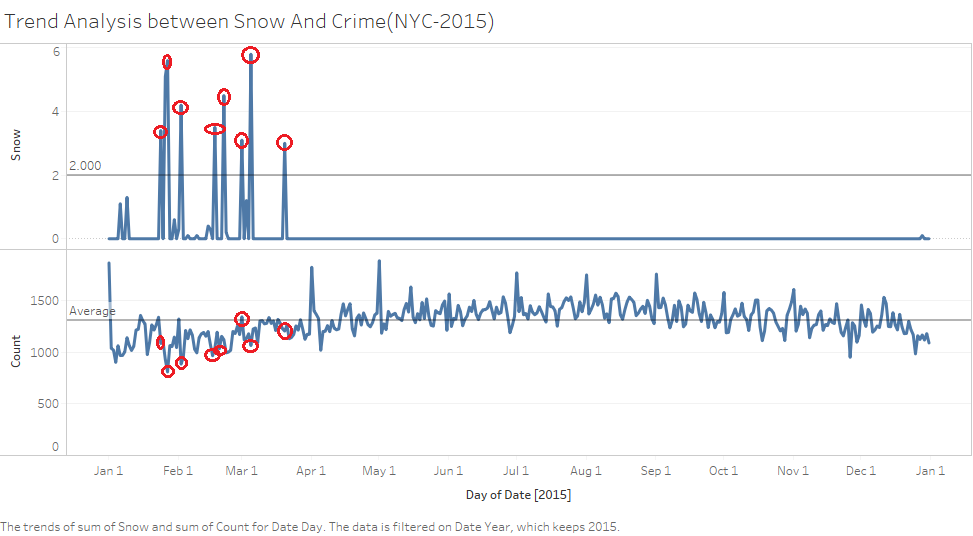 Trend Analysis between Snow And Crime(NYC-2015)
6
4
2.000
2
0
Snow
1500
Average
1000
500
0
Count
Jan 1 Feb 1 Mar 1 Apr 1 May 1 Jun 1 Jul 1 Aug 1 Sep 1 Oct 1 Nov 1 Dec 1 Jan 1
Day of Date [2015]
The trends of sum of Snow and sum of Count for Date Day. The data is filtered on Date Year, which keeps 2015.